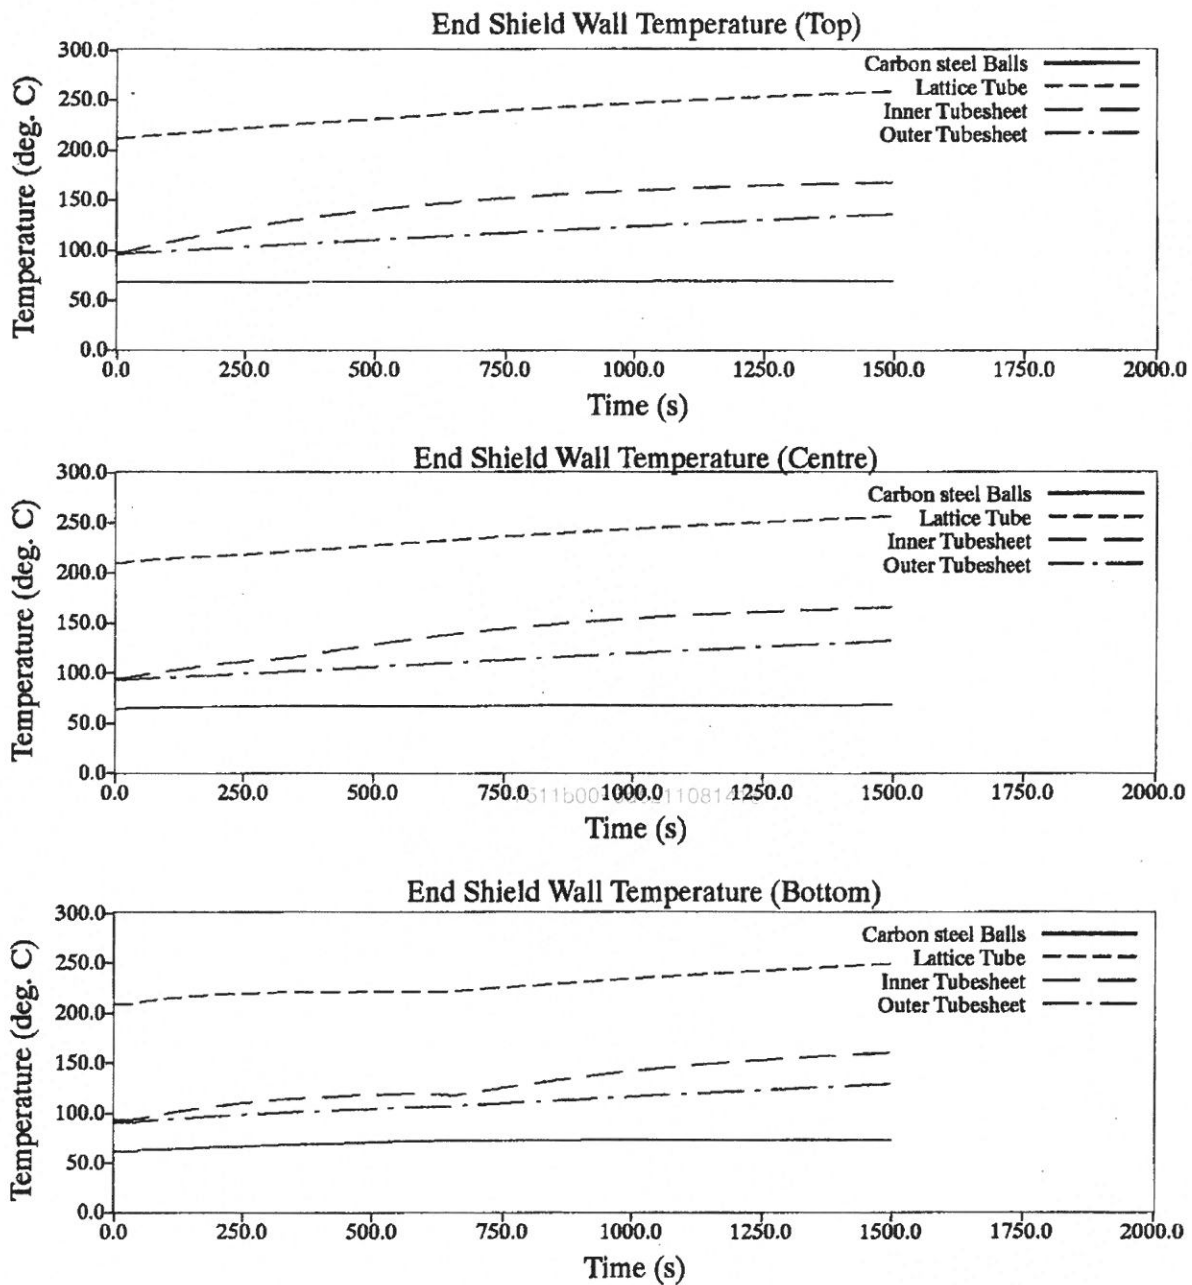 End Shield Wall Temperature (Top)
Temperature (deg. C)
300.0
250.0
200.0
150.0
100.0
50.0
0.0
Carbon steel Balls
Lattice Tube
Inner Tubesheet
Outer Tubesheet
0.0 250.0 500.0 750.0 1000.0 1250.0 1500.0 1750.0 2000.0
Time (s)
End Shield Wall Temperature (Centre)
Temperature (deg. C)
300.0
250.0
200.0
150.0
100.0
50.0
0.0
Carbon steel Balls
Lattice Tube
Inner Tubesheet
Outer Tubesheet
0.0 250.0 500.0 750.0 1000.0 1250.0 1500.0 1750.0 2000.0
Time (s)
End Shield Wall Temperature (Bottom)
Temperature (deg. C)
300.0
250.0
200.0
150.0
100.0
50.0
0.0
Carbon steel Balls
Lattice Tube
Inner Tubesheet
Outer Tubesheet
0.0 250.0 500.0 750.0 1000.0 1250.0 1500.0 1750.0 2000.0
Time (s)